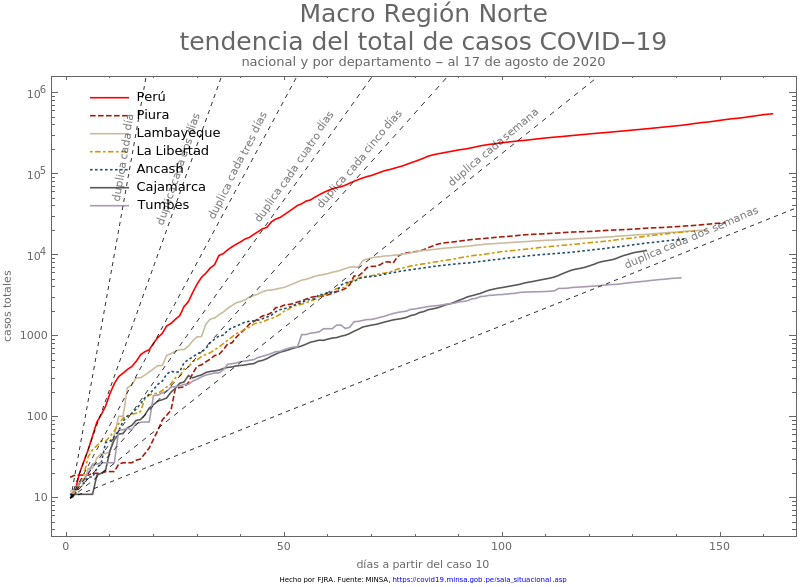 Macro Región Norte
tendencia del total de casos COVID−19
nacional y por departamento − al 17 de agosto de 2020
Perú
Piura
Lambayeque
La Libertad
Ancash
Cajamarca
Tumbes
duplica cada día
duplica cada dos días
duplica cada tres días
duplica cada cuatro días
duplica cada cinco días
duplica cada semana
duplica cada dos semanas
casos totales
10^6
10^5
10^4
1000
100
10
0 50 100 150
días a partir del caso 10
Hecho por FJRA. Fuente: MINSA, https://covid19.minsa.gob.pe/sala_situacional.asp